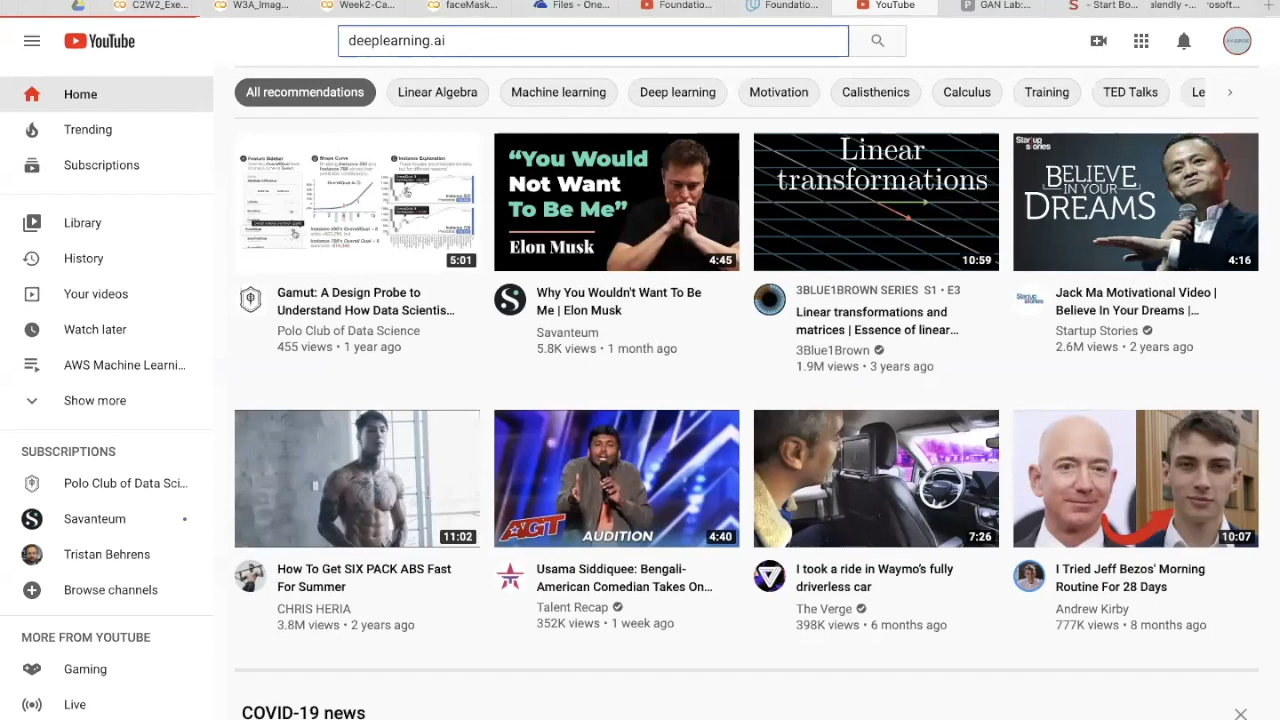 C2W2_Exe...
W3A_Imag...
Week2-Ca...
faceMask...
Files - One...
Foundatio...
Foundatio...
YouTube
GAN Lab:...
- Start Bo...
YouTube
deeplearning.ai
Home
Trending
Subscriptions
Library
History
Your videos
Watch later
AWS Machine Learni...
Show more
SUBSCRIPTIONS
Polo Club of Data Sci...
Savanteum
Tristan Behrens
Browse channels
MORE FROM YOUTUBE
Gaming
Live
All recommendations
Linear Algebra
Machine learning
Deep learning
Motivation
Calisthenics
Calculus
Training
TED Talks
Le
Feature Sidebar
Shape Curve
Instance Explanation
5:01
Gamut: A Design Probe to
Understand How Data Scientis...
Polo Club of Data Science
455 views • 1 year ago
“You Would
Not Want
To Be Me”
Elon Musk
4:45
Why You Wouldn't Want To Be
Me | Elon Musk
Savanteum
5.8K views • 1 month ago
Linear
transformations
10:59
3BLUE1BROWN SERIES S1 • E3
Linear transformations and
matrices | Essence of linear...
3Blue1Brown
1.9M views • 3 years ago
Startup
Stories
BELIEVE
IN YOUR
DREAMS
4:16
Jack Ma Motivational Video |
Believe In Your Dreams |...
Startup Stories
2.6M views • 2 years ago
11:02
How To Get SIX PACK ABS Fast
For Summer
CHRIS HERIA
3.8M views • 2 years ago
AGT
AUDITION
4:40
Usama Siddiquee: Bengali-
American Comedian Takes On...
Talent Recap
352K views • 1 week ago
7:26
I took a ride in Waymo’s fully
driverless car
The Verge
398K views • 6 months ago
10:07
I Tried Jeff Bezos' Morning
Routine For 28 Days
Andrew Kirby
777K views • 8 months ago
COVID-19 news